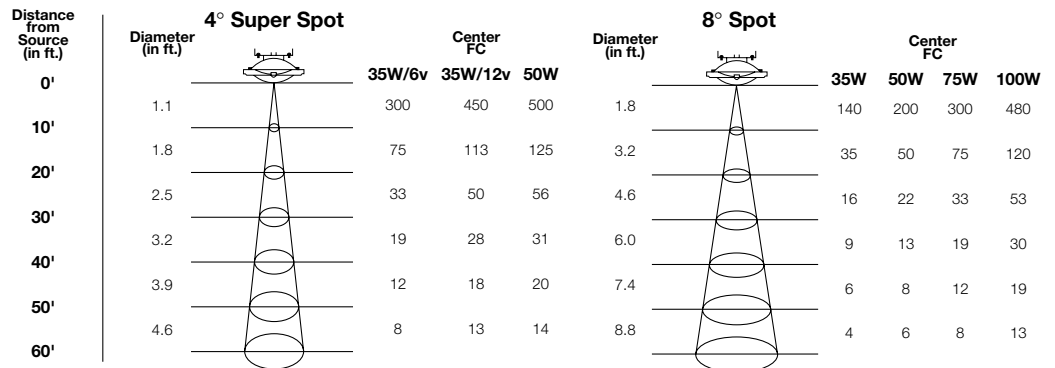 Distance
from
Source
(in ft.)
0'
10'
20'
30'
40'
50'
60'
4° Super Spot
Diameter
(in ft.)
Center
FC
35W/6v 35W/12v 50W
1.1 300 450 500
1.8 75 113 125
2.5 33 50 56
3.2 19 28 31
3.9 12 18 20
4.6 8 13 14
8° Spot
Diameter
(in ft.)
Center
FC
35W 50W 75W 100W
1.8 140 200 300 480
3.2 35 50 75 120
4.6 16 22 33 53
6.0 9 13 19 30
7.4 6 8 12 19
8.8 4 6 8 13